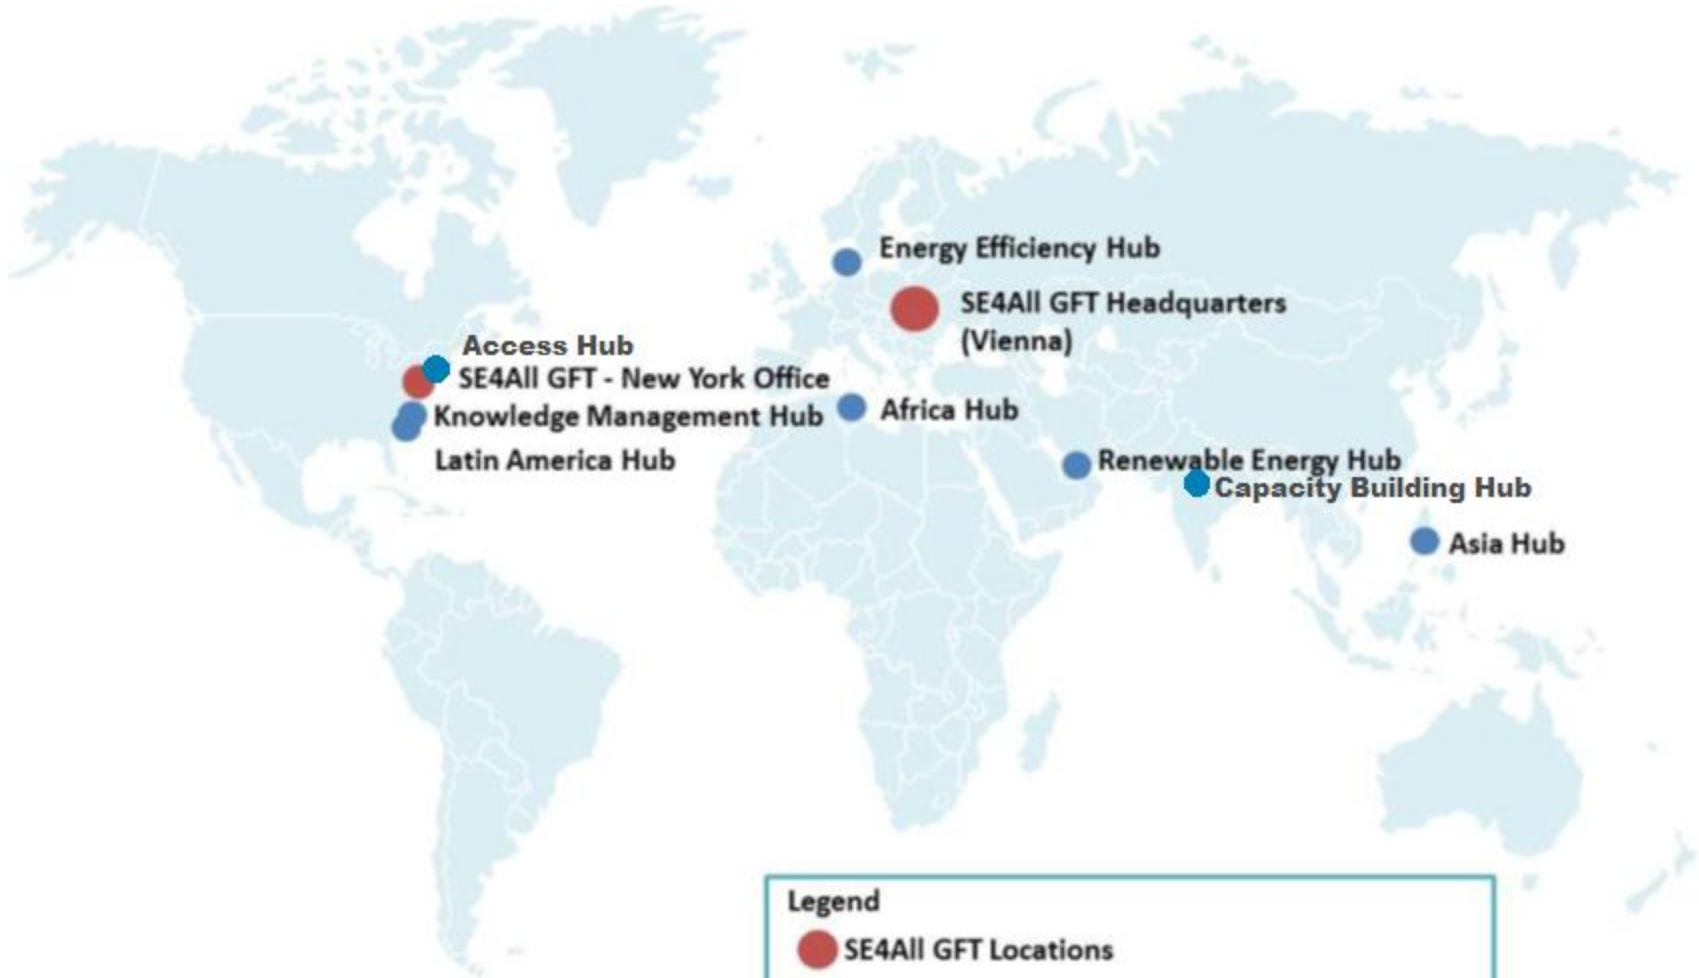 Energy Efficiency Hub
SE4All GFT Headquarters
(Vienna)
Access Hub
SE4All GFT - New York Office
Knowledge Management Hub
Africa Hub
Latin America Hub
Renewable Energy Hub
Capacity Building Hub
Asia Hub
Legend
SE4All GFT Locations